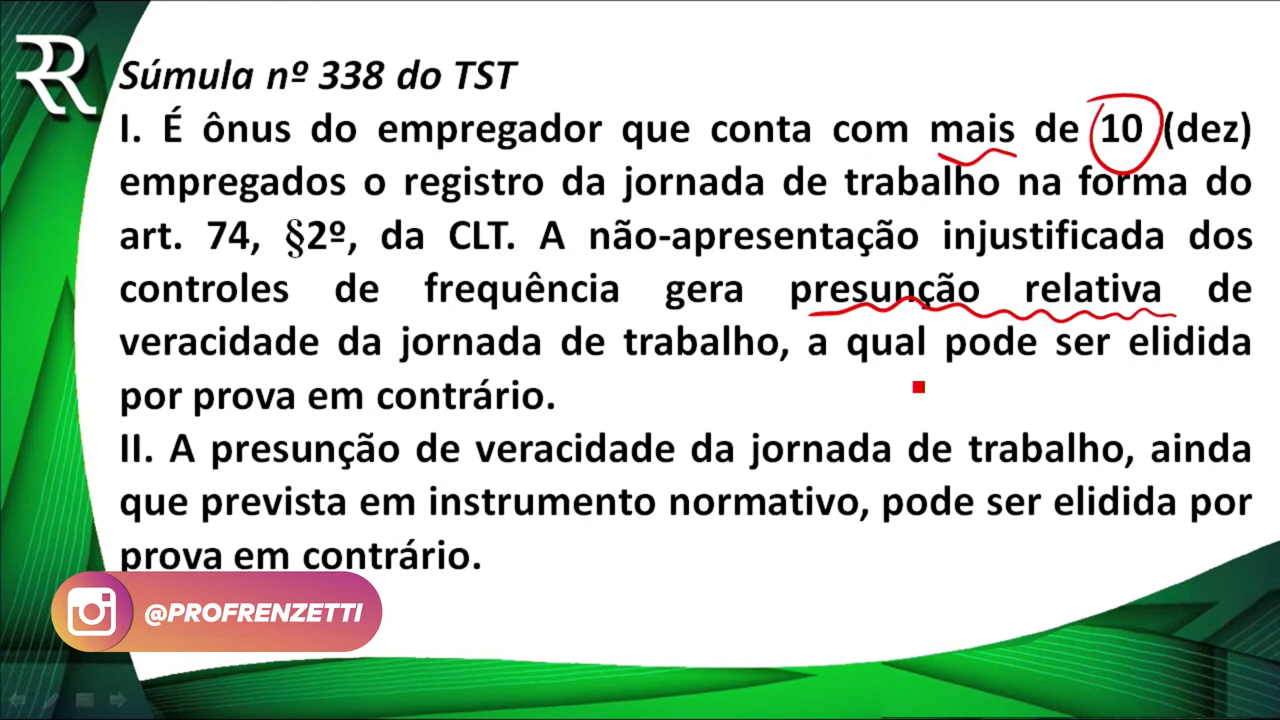 Súmula nº 338 do TST
I. É ônus do empregador que conta com mais de 10 (dez)
empregados o registro da jornada de trabalho na forma do
art. 74, §2º, da CLT. A não-apresentação injustificada dos
controles de frequência gera presunção relativa de
veracidade da jornada de trabalho, a qual pode ser elidida
por prova em contrário.
II. A presunção de veracidade da jornada de trabalho, ainda
que prevista em instrumento normativo, pode ser elidida por
prova em contrário.
@PROFRENZETTI